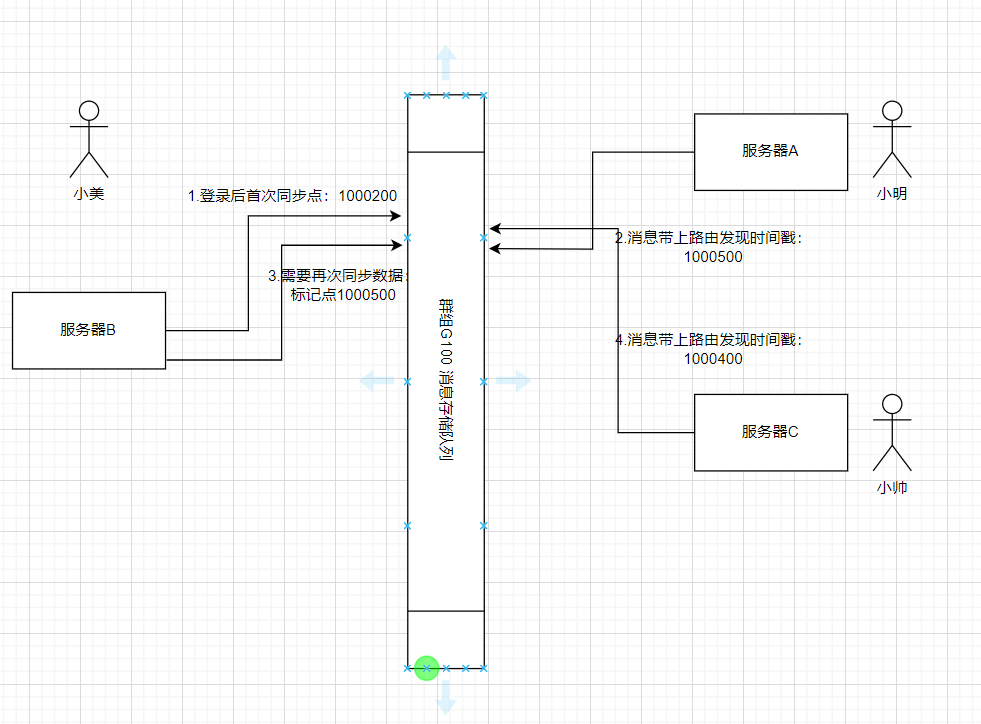 小美
1.登录后首次同步点：1000200
3.需要再次同步数据：
标记点1000500
服务器B
群组G100 消息存储队列
服务器A
小明
2.消息带上路由发现时间戳：
1000500
4.消息带上路由发现时间戳：
1000400
服务器C
小帅